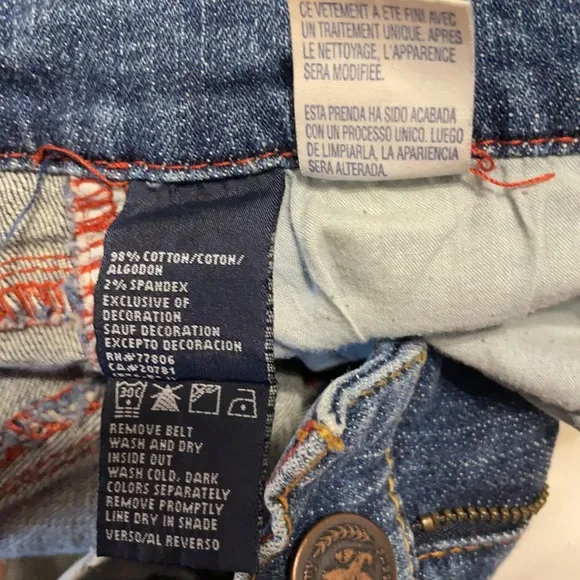 CE VETEMENT A ETE FINI AVEC
UN TRAITEMENT UNIQUE. APRES
LE NETTOYAGE, L'APPARENCE
SERA MODIFIEE.
ESTA PRENDA HA SIDO ACABADA
CON UN PROCESO UNICO. LUEGO
DE LIMPIARLA, LA APARIENCIA
SERA ALTERADA.
98% COTTON/COTON/
ALGODON
2% SPANDEX
EXCLUSIVE OF
DECORATION
SAUF DECORATION
EXCEPTO DECORACION
RN#77806
CA#20781
30C
REMOVE BELT
WASH AND DRY
INSIDE OUT
WASH COLD, DARK
COLORS SEPARATELY
REMOVE PROMPTLY
LINE DRY IN SHADE
VERSO/AL REVERSO